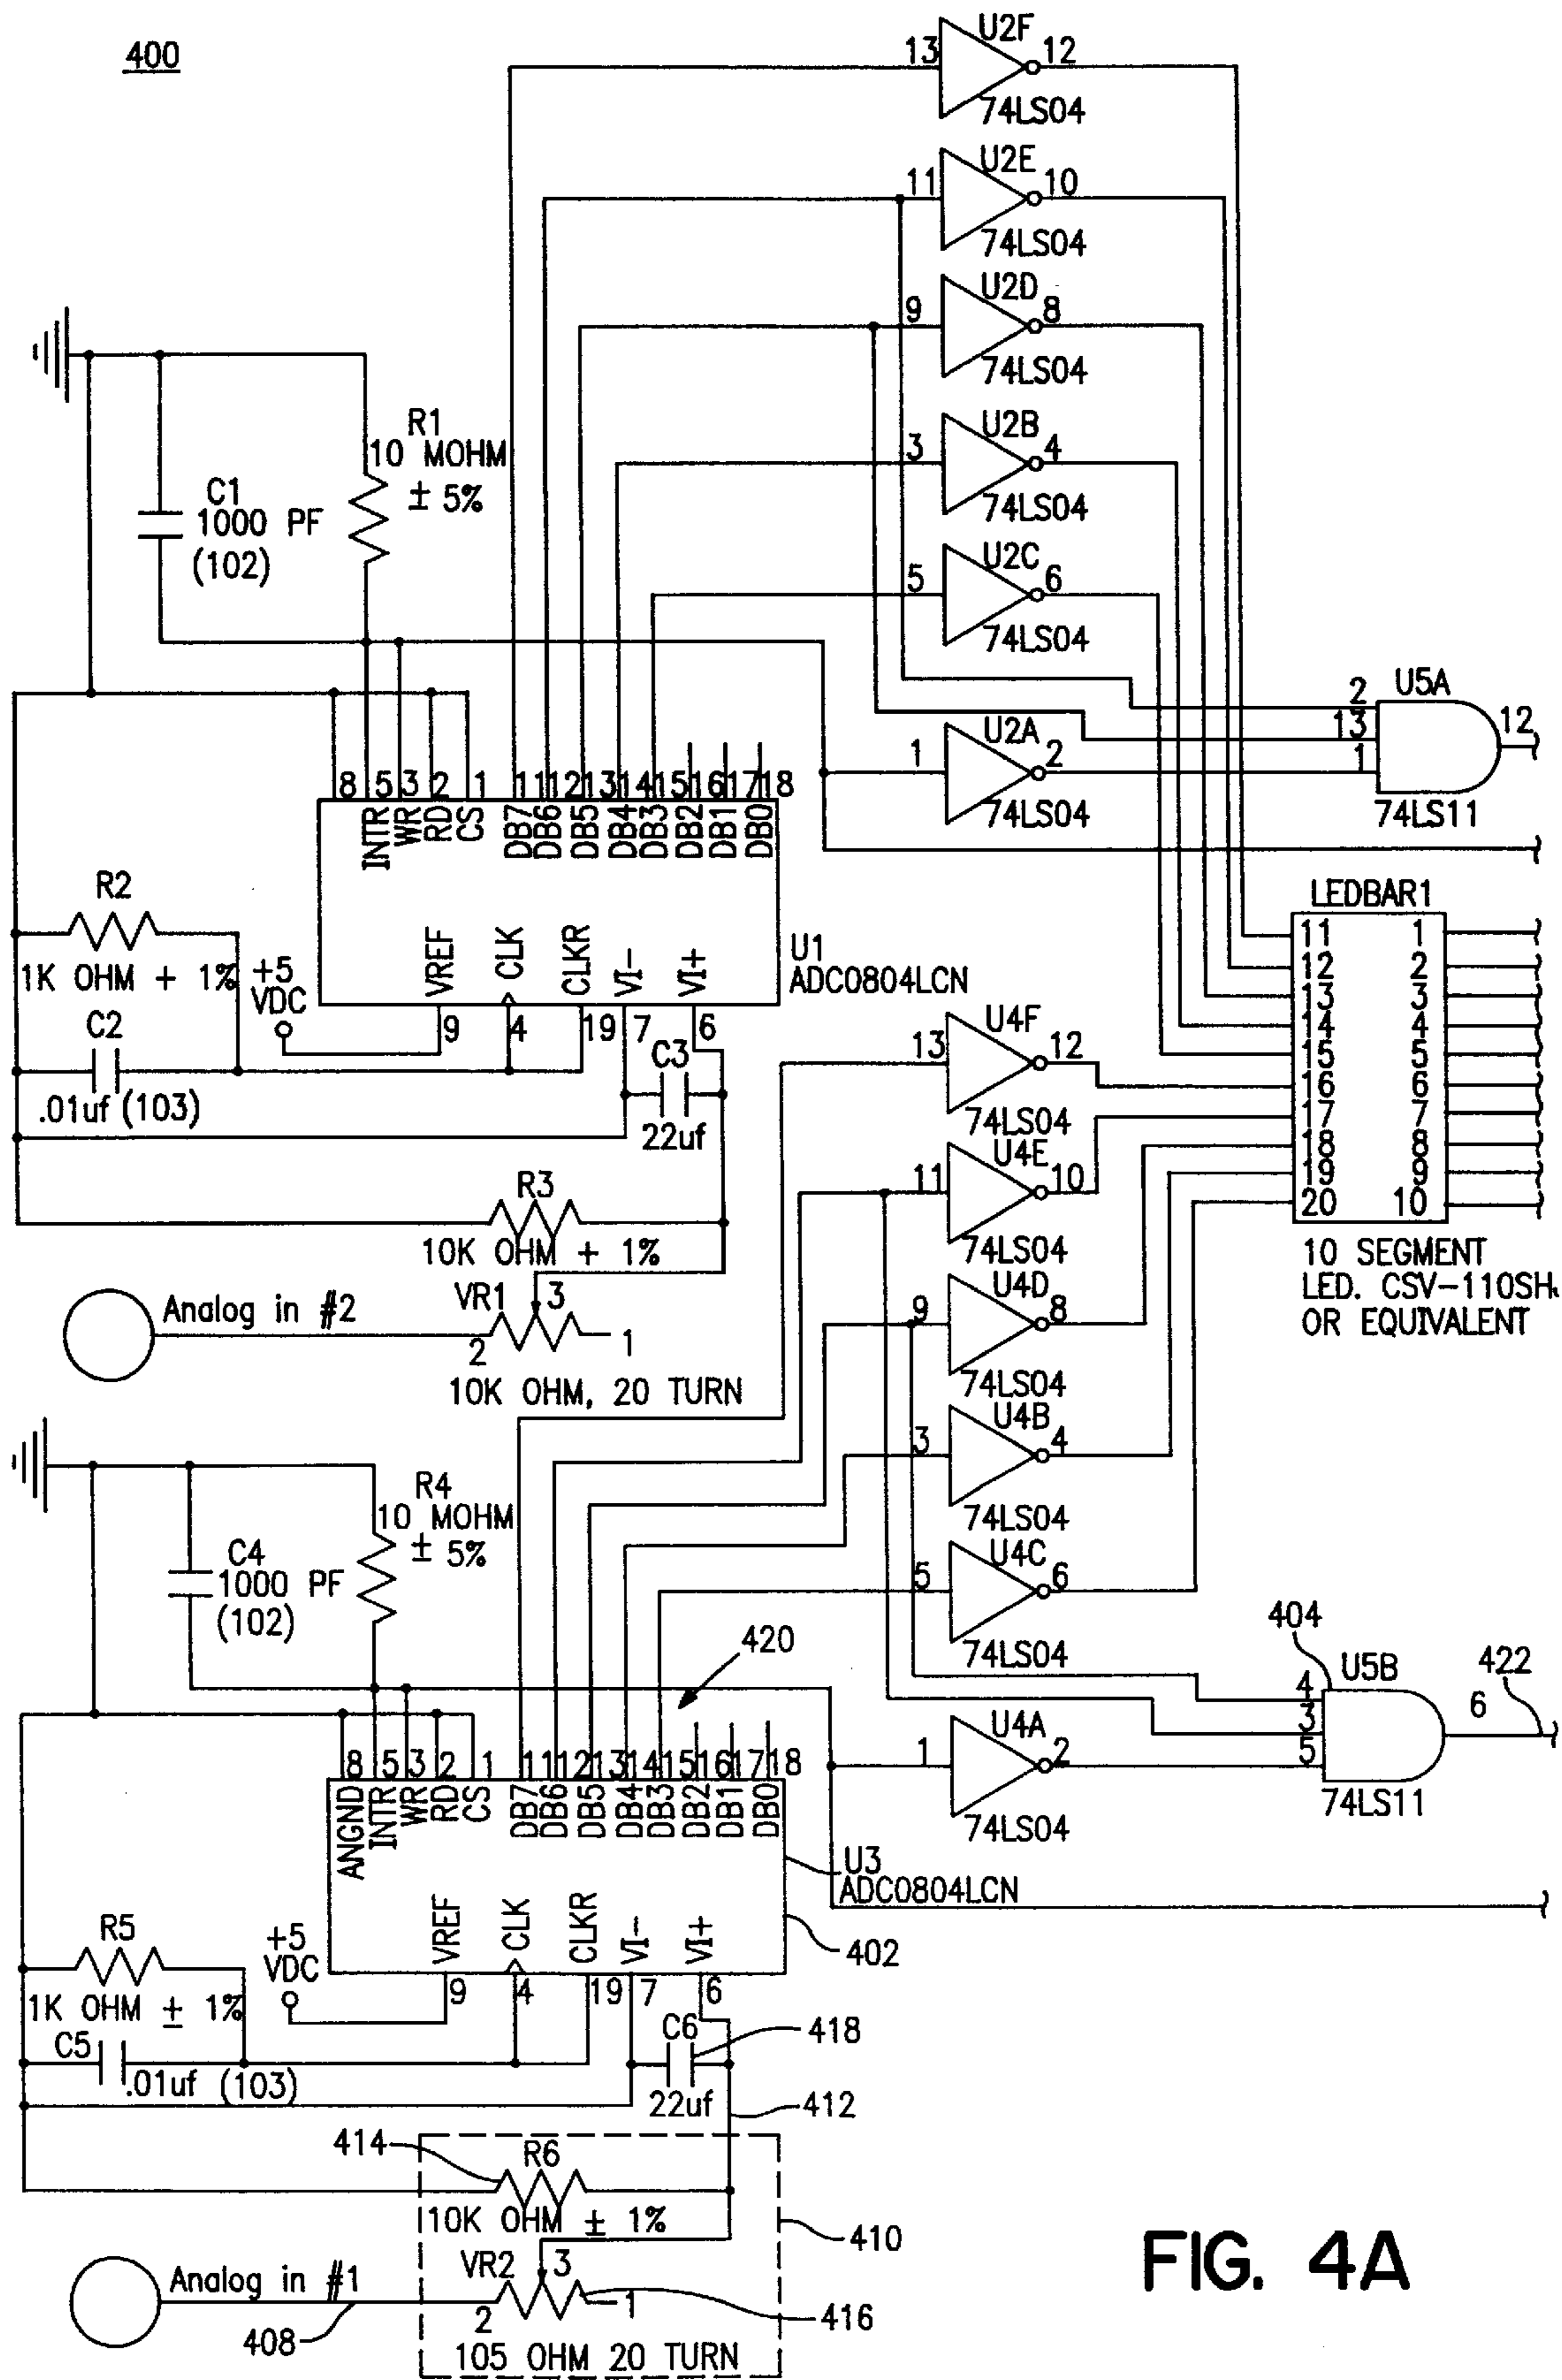 400
U2F
13
12
74LS04
U2E
11
10
74LS04
U2D
9
8
74LS04
U2B
3
4
74LS04
U2C
5
6
74LS04
R1
10 MOHM
± 5%
C1
1000 PF
(102)
U5A
2
13
1
12
74LS11
U2A
1
2
74LS04
8 5 3 2 1 11 11 12 13 14 15 16 17 18
INTR WR RD CS DB7 DB6 DB5 DB4 DB3 DB2 DB1 DB0
VREF CLK CLKR VI- VI+
9 4 19 7 6
U1
ADC0804LCN
R2
1K OHM + 1%
+5
VDC
C2
.01uf (103)
C3
22uf
R3
10K OHM + 1%
VR1 3
Analog in #2
2 1
10K OHM, 20 TURN
LEDBAR1
11 1
12 2
13 3
14 4
15 5
16 6
17 7
18 8
19 9
20 10
10 SEGMENT
LED. CSV-110SH.
OR EQUIVALENT
U4F
13
12
74LS04
U4E
11
10
74LS04
U4D
9
8
74LS04
U4B
3
4
74LS04
U4C
5
6
74LS04
R4
10 MOHM
± 5%
C4
1000 PF
(102)
420
404
U5B
422
4
3
5
6
74LS11
U4A
1
2
74LS04
8 5 3 2 1 11 11 12 13 14 15 16 17 18
ANGND INTR WR RD CS DB7 DB6 DB5 DB4 DB3 DB2 DB1 DB0
VREF CLK CLKR VI- VI+
9 4 19 7 6
U3
ADC0804LCN
402
R5
1K OHM ± 1%
+5
VDC
C5
.01uf (103)
C6
418
22uf
412
414
R6
10K OHM ± 1%
410
VR2 3
Analog in #1
2 1
416
408
105 OHM 20 TURN
FIG. 4A